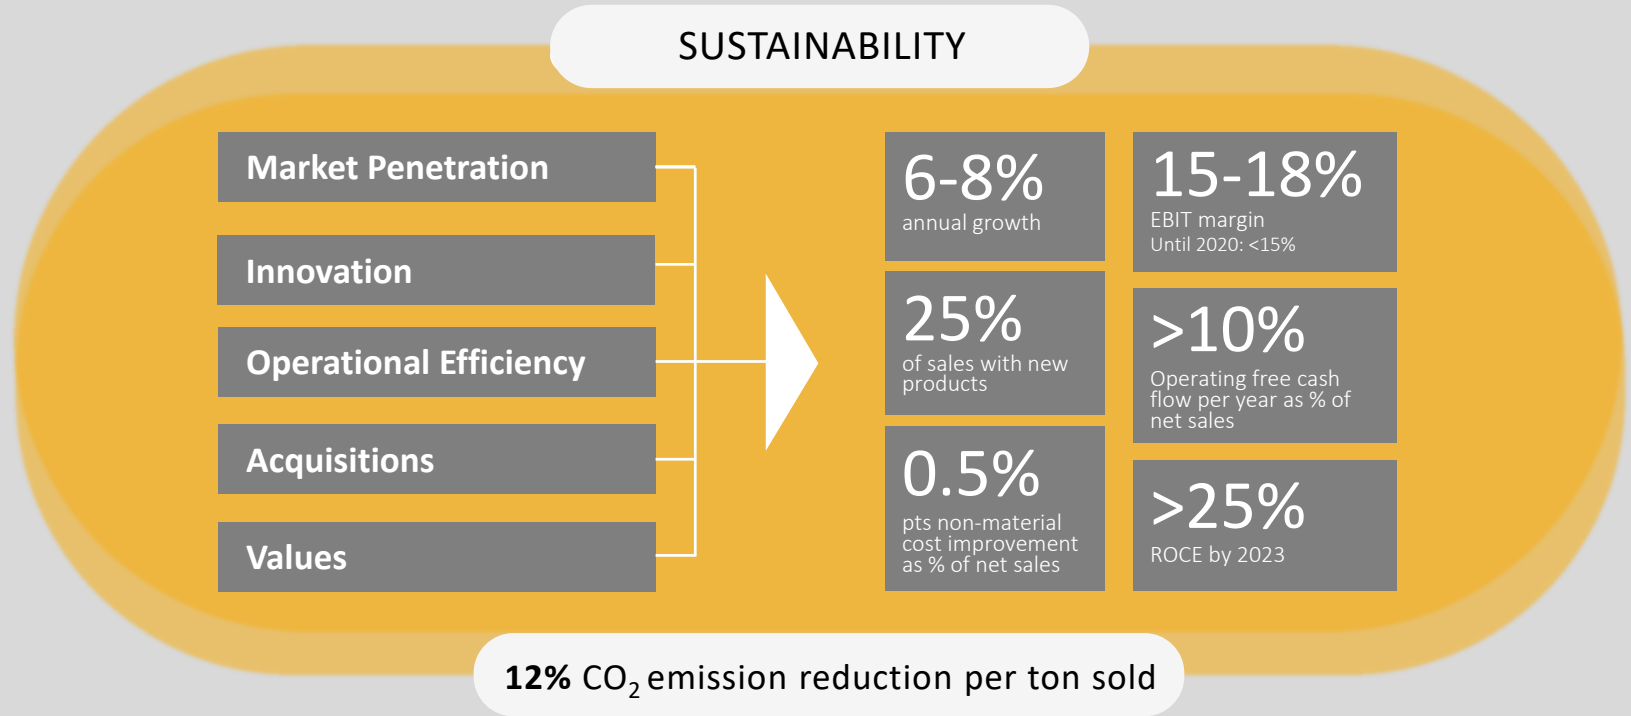 SUSTAINABILITY
Market Penetration
Innovation
Operational Efficiency
Acquisitions
Values
6-8%
annual growth
25%
of sales with new
products
0.5%
pts non-material
cost improvement
as % of net sales
15-18%
EBIT margin
Until 2020: <15%
>10%
Operating free cash
flow per year as % of
net sales
>25%
ROCE by 2023
12% CO₂ emission reduction per ton sold